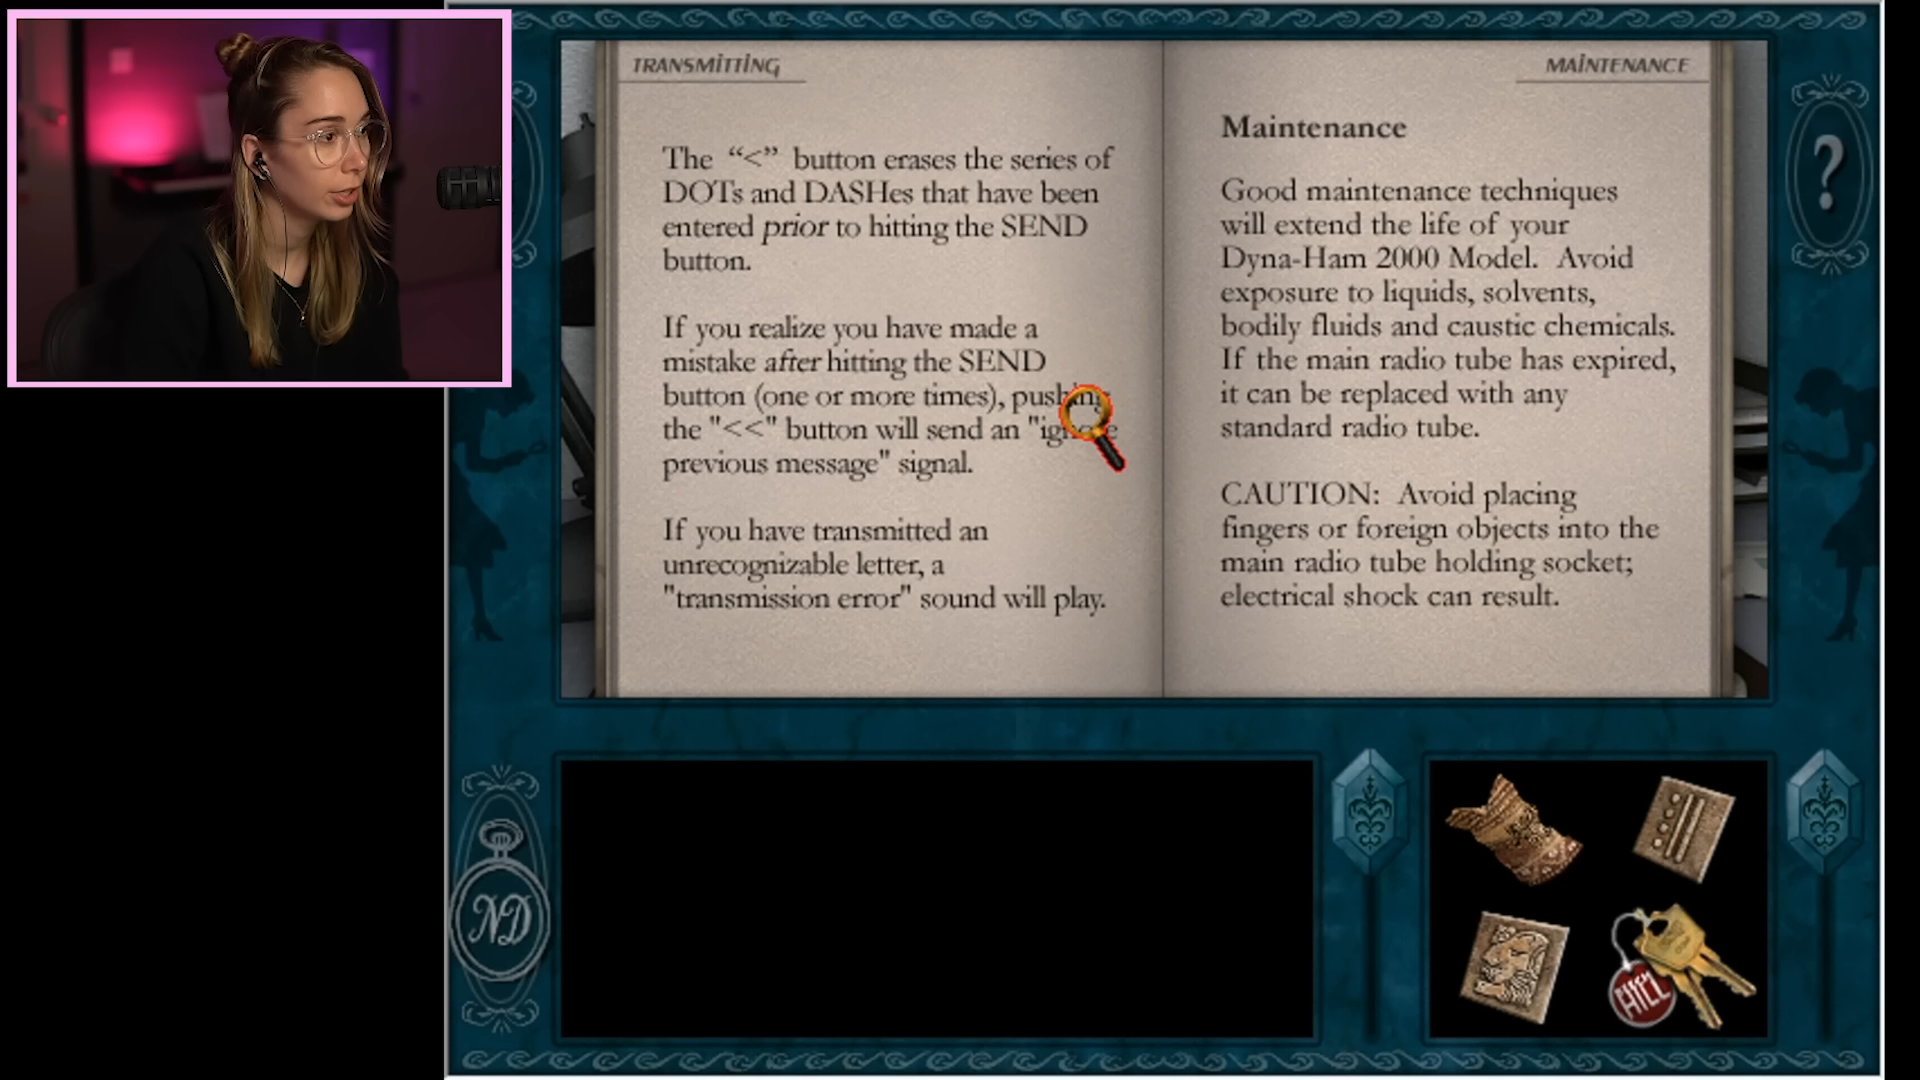 TRANSMITTING
The “<” button erases the series of
DOTs and DASHes that have been
entered prior to hitting the SEND
button.
If you realize you have made a
mistake after hitting the SEND
button (one or more times), pushing
the "<<" button will send an "ignore
previous message" signal.
If you have transmitted an
unrecognizable letter, a
"transmission error" sound will play.
MAINTENANCE
Maintenance
Good maintenance techniques
will extend the life of your
Dyna-Ham 2000 Model. Avoid
exposure to liquids, solvents,
bodily fluids and caustic chemicals.
If the main radio tube has expired,
it can be replaced with any
standard radio tube.
CAUTION: Avoid placing
fingers or foreign objects into the
main radio tube holding socket;
electrical shock can result.
?
ND